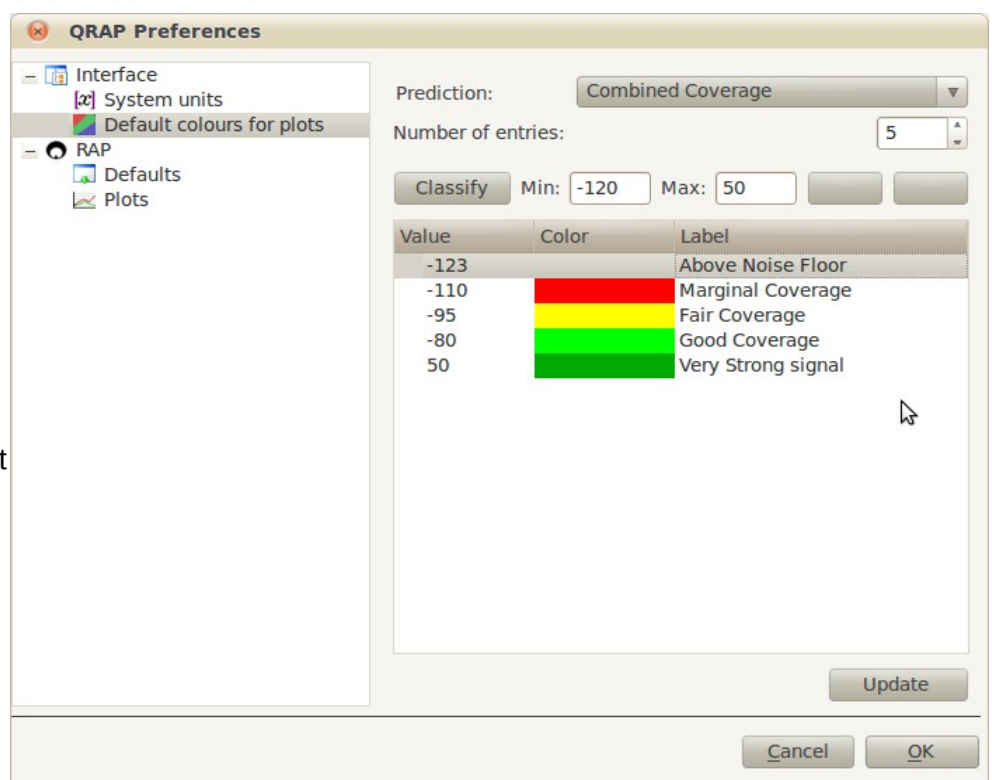 QRAP Preferences
Interface
System units
Default colours for plots
RAP
Defaults
Plots
Prediction: Combined Coverage
Number of entries: 5
Classify Min: -120 Max: 50
Value Color Label
-123 Above Noise Floor
-110 Marginal Coverage
-95 Fair Coverage
-80 Good Coverage
50 Very Strong signal
t
Update
Cancel OK